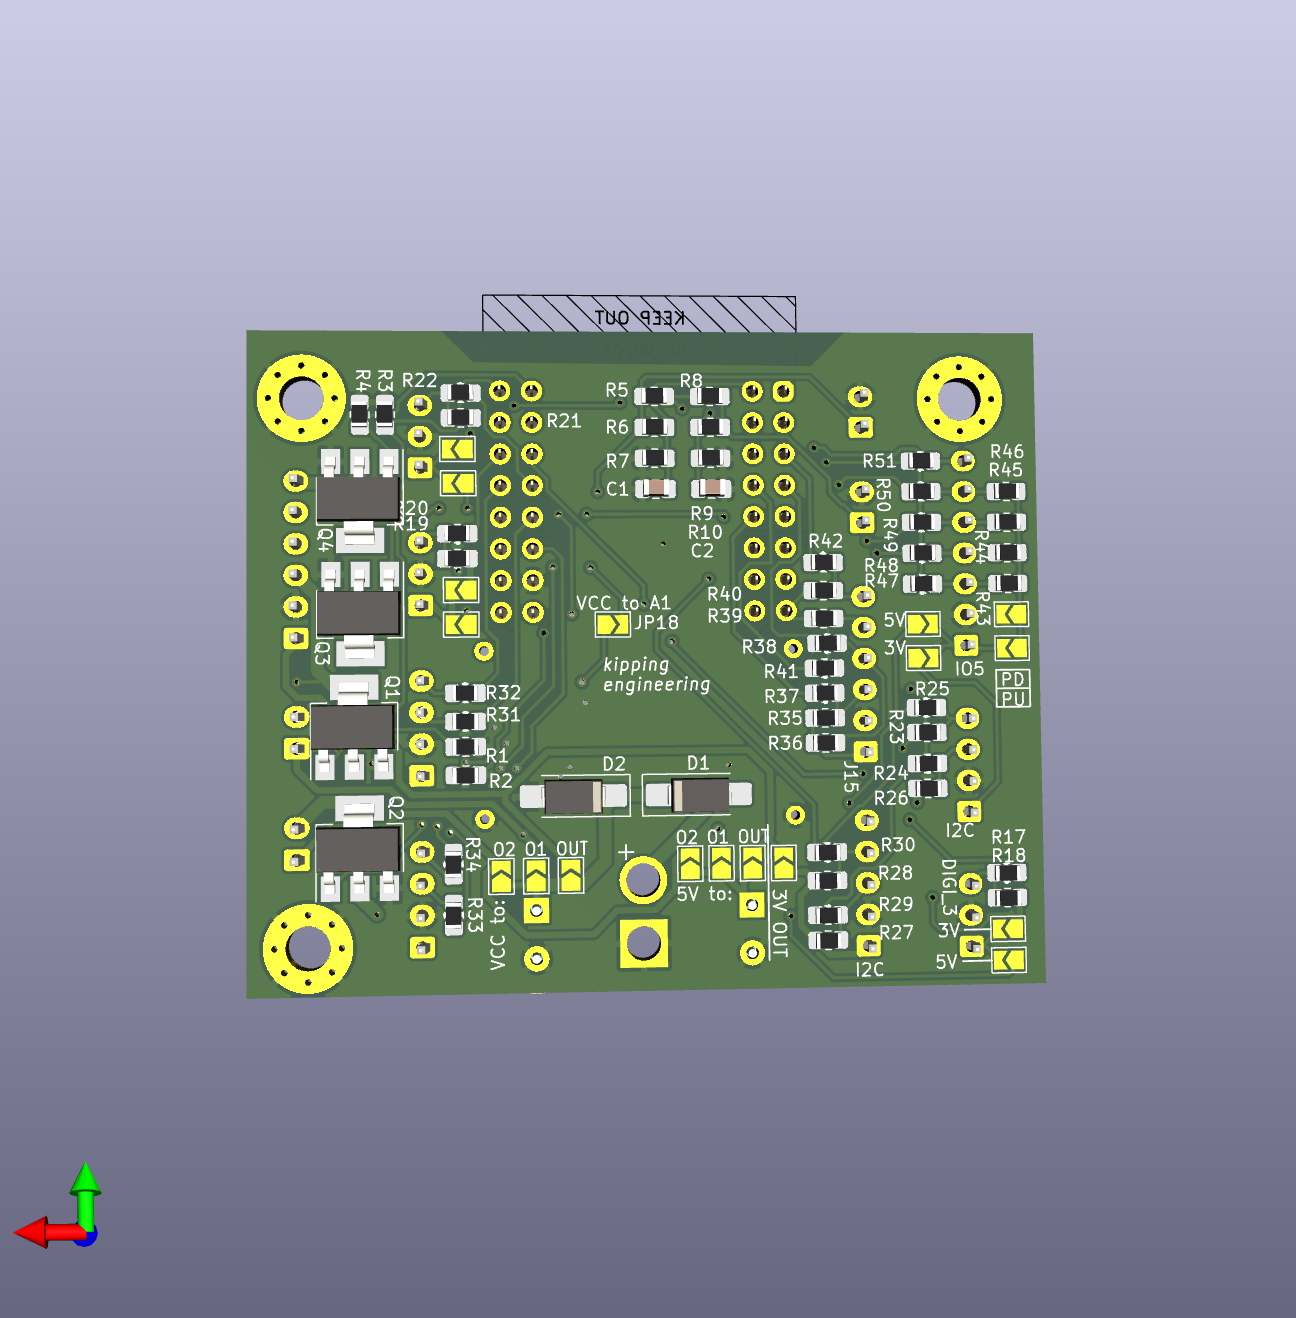 KEEP OUT
R4
R3
R22
R21
R5
R8
R6
R7
C1
R9
R10
C2
R20
R19
Q4
Q3
Q1
Q2
R32
R31
R1
R2
R34
R33
VCC to A1
JP18
kipping
engineering
R42
R40
R39
R38
R41
R37
R35
R36
R51
R50
R49
R48
R47
R46
R45
R44
R43
5V
3V
IO5
PD
PU
R25
R23
R24
R26
J15
I2C
D2
D1
O2
O1
OUT
VCC to:
+
O2
O1
OUT
5V to:
3V OUT
R30
R28
R29
R27
I2C
DIGI_3
R17
R18
3V
5V